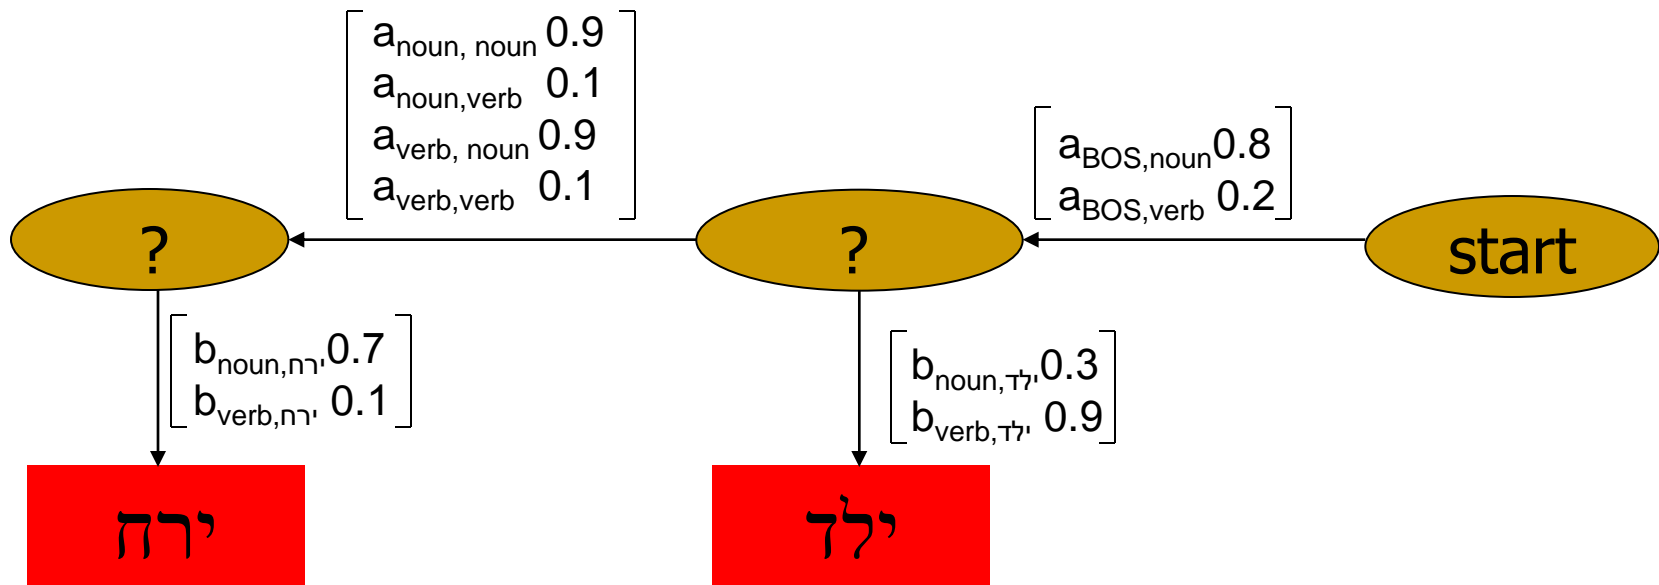 a_noun, noun 0.9
a_noun,verb 0.1
a_verb, noun 0.9
a_verb,verb 0.1
a_BOS,noun 0.8
a_BOS,verb 0.2
?
?
start
b_noun,ירח 0.7
b_verb,ירח 0.1
b_noun,ילד 0.3
b_verb,ילד 0.9
ירח
ילד